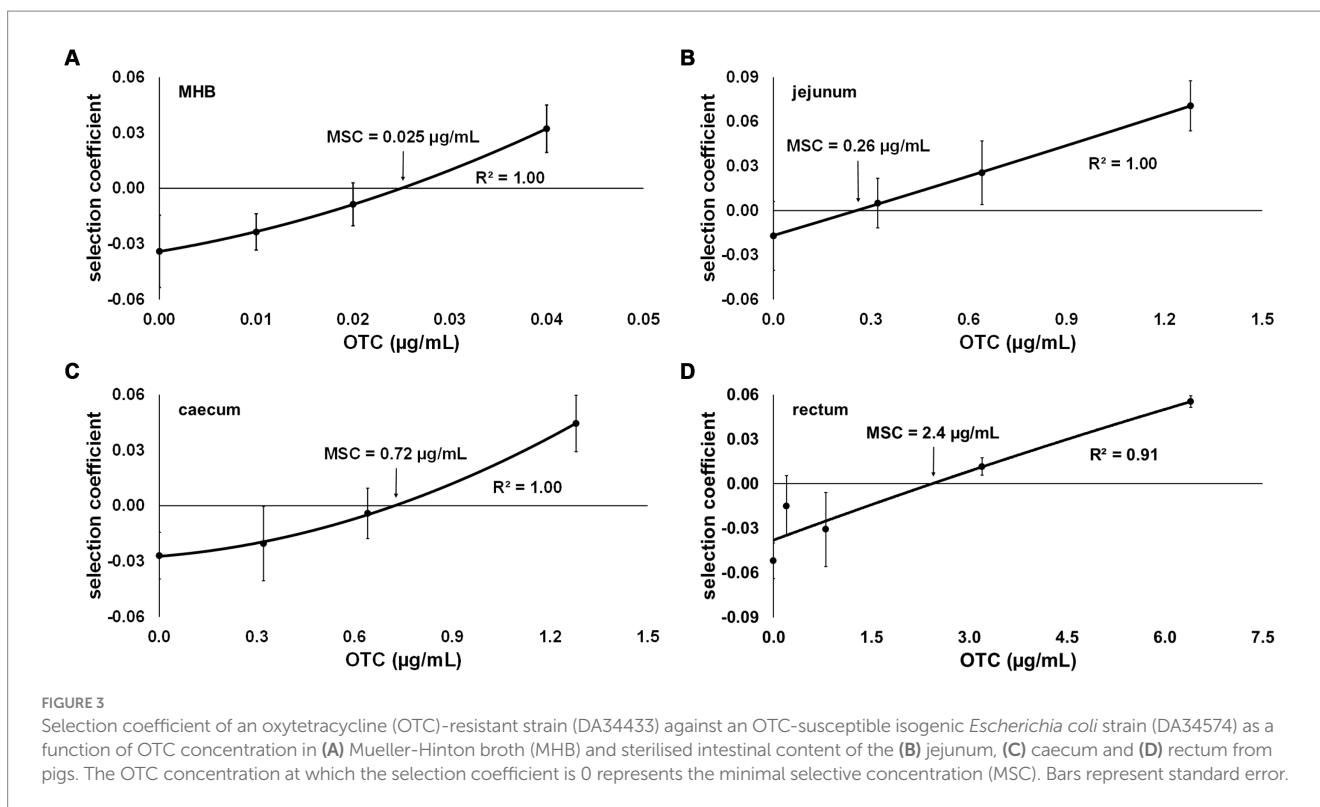 A
MHB
0.06
0.03
0.00
-0.03
-0.06
selection coefficient
MSC = 0.025 µg/mL
R² = 1.00
0.00 0.01 0.02 0.03 0.04 0.05
OTC (µg/mL)
B
jejunum
0.09
0.06
0.03
0.00
-0.03
-0.06
selection coefficient
MSC = 0.26 µg/mL
R² = 1.00
0.0 0.3 0.6 0.9 1.2 1.5
OTC (µg/mL)
C
caecum
0.06
0.03
0.00
-0.03
-0.06
selection coefficient
MSC = 0.72 µg/mL
R² = 1.00
0.0 0.3 0.6 0.9 1.2 1.5
OTC (µg/mL)
D
rectum
0.06
0.03
0.00
-0.03
-0.06
-0.09
selection coefficient
MSC = 2.4 µg/mL
R² = 0.91
0.0 1.5 3.0 4.5 6.0 7.5
OTC (µg/mL)
FIGURE 3
Selection coefficient of an oxytetracycline (OTC)-resistant strain (DA34433) against an OTC-susceptible isogenic Escherichia coli strain (DA34574) as a
function of OTC concentration in (A) Mueller-Hinton broth (MHB) and sterilised intestinal content of the (B) jejunum, (C) caecum and (D) rectum from
pigs. The OTC concentration at which the selection coefficient is 0 represents the minimal selective concentration (MSC). Bars represent standard error.